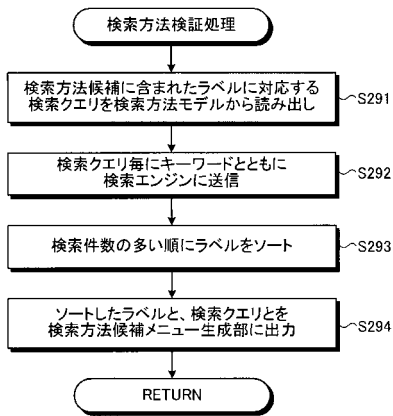 検索方法検証処理
検索方法候補に含まれたラベルに対応する
検索クエリを検索方法モデルから読み出し
S291
検索クエリ毎にキーワードとともに
検索エンジンに送信
S292
検索件数の多い順にラベルをソート
S293
ソートしたラベルと、検索クエリとを
検索方法候補メニュー生成部に出力
S294
RETURN